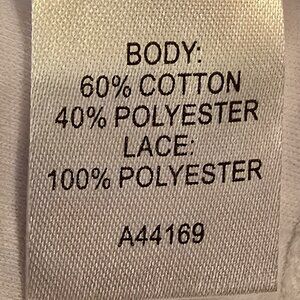 BODY:
60% COTTON
40% POLYESTER
LACE:
100% POLYESTER
A44169